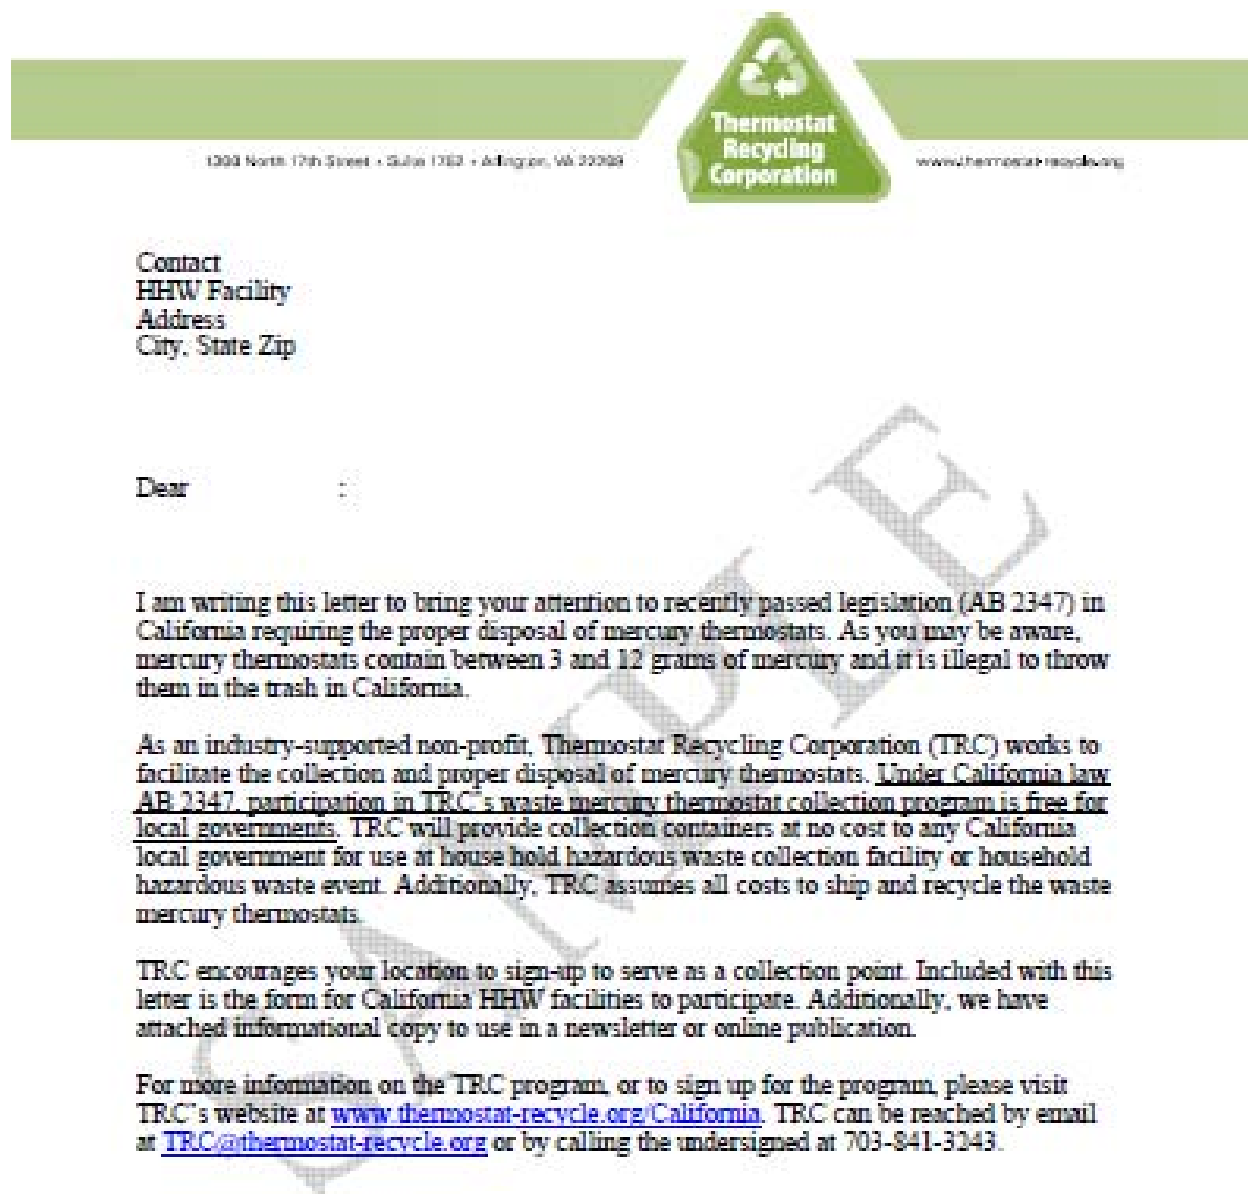 Thermostat
Recycling
Corporation
North 17th Street • Suite • Arlington, VA
www.thermostat-recycle.org
Contact
HHW Facility
Address
City, State Zip
Dear :
I am writing this letter to bring your attention to recently passed legislation (AB 2347) in
California requiring the proper disposal of mercury thermostats. As you may be aware,
mercury thermostats contain between 3 and 12 grams of mercury and it is illegal to throw
them in the trash in California.
As an industry-supported non-profit, Thermostat Recycling Corporation (TRC) works to
facilitate the collection and proper disposal of mercury thermostats. Under California law
AB 2347, participation in TRC's waste mercury thermostat collection program is free for
local governments. TRC will provide collection containers at no cost to any California
local government for use at house hold hazardous waste collection facility or household
hazardous waste event. Additionally, TRC assumes all costs to ship and recycle the waste
mercury thermostats.
TRC encourages your location to sign-up to serve as a collection point. Included with this
letter is the form for California HHW facilities to participate. Additionally, we have
attached informational copy to use in a newsletter or online publication.
For more information on the TRC program, or to sign up for the program, please visit
TRC's website at www.thermostat-recycle.org/California. TRC can be reached by email
at TRC@thermostat-recycle.org or by calling the undersigned at 703-841-3243.
SAMPLE